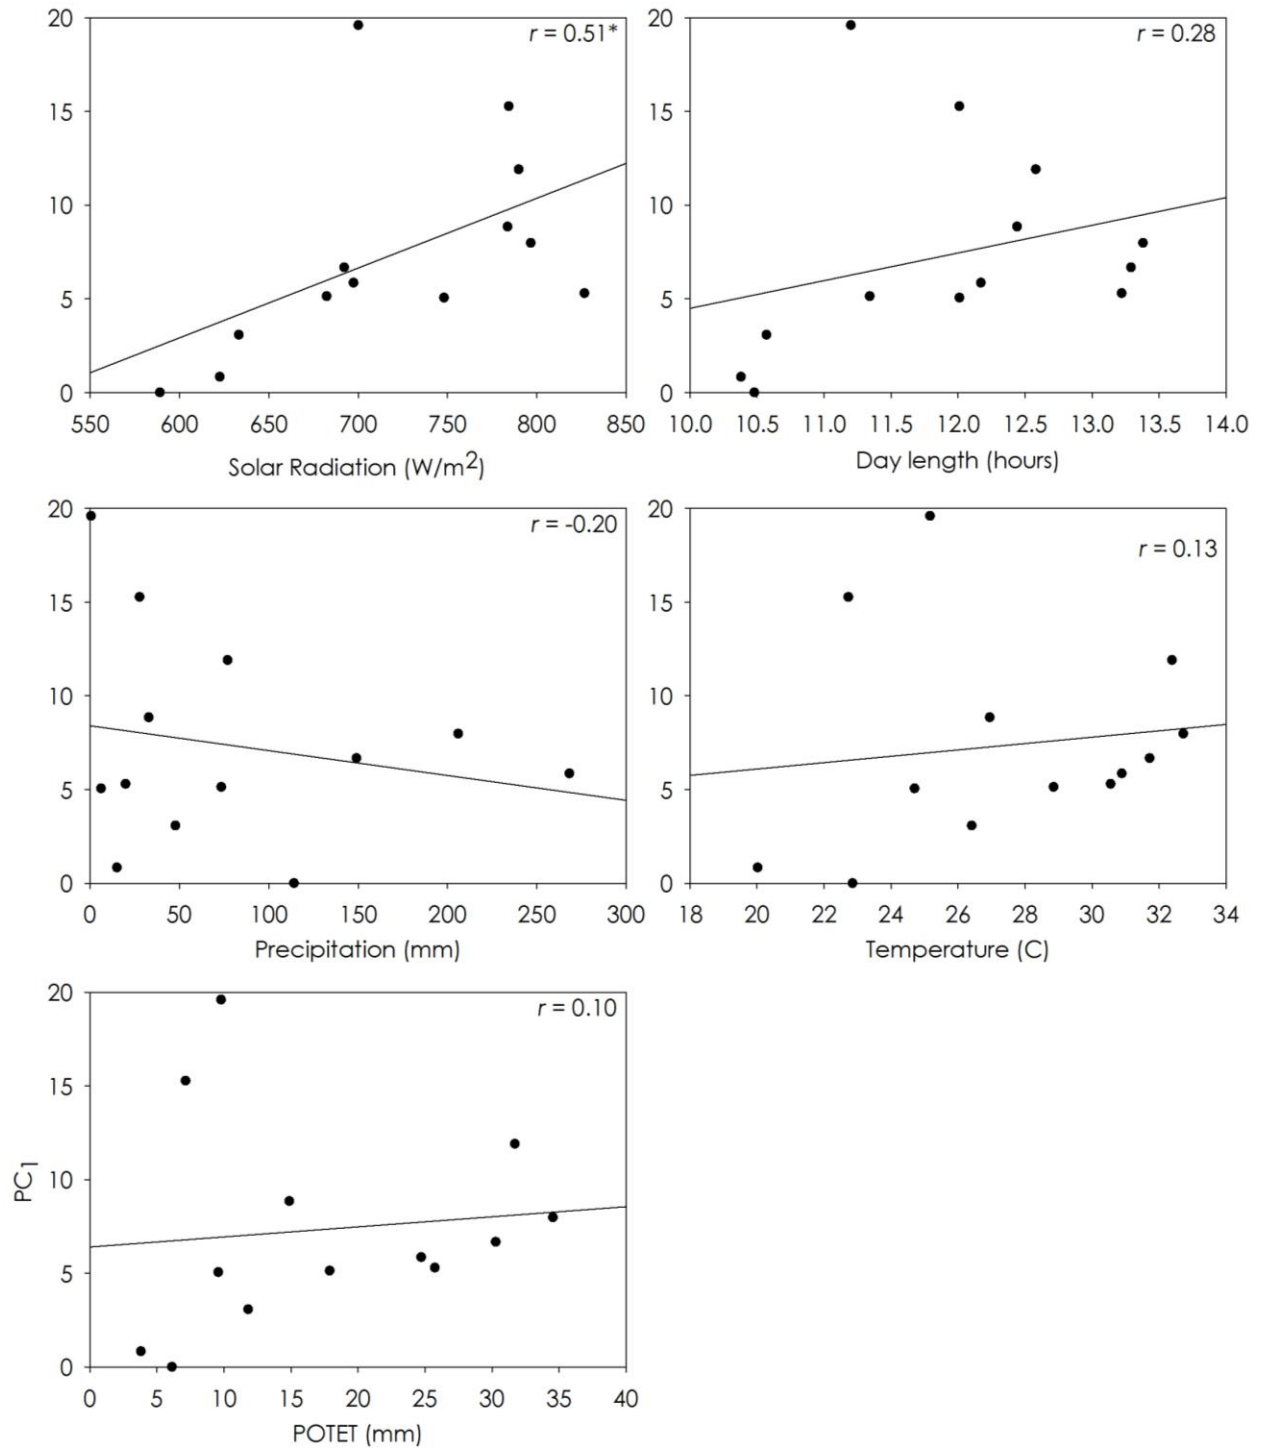 20
15
10
5
0
r = 0.51*
550 600 650 700 750 800 850
Solar Radiation (W/m2)
20
15
10
5
0
r = 0.28
10.0 10.5 11.0 11.5 12.0 12.5 13.0 13.5 14.0
Day length (hours)
20
15
10
5
0
r = -0.20
0 50 100 150 200 250 300
Precipitation (mm)
20
15
10
5
0
r = 0.13
18 20 22 24 26 28 30 32 34
Temperature (C)
PC1
20
15
10
5
0
r = 0.10
0 5 10 15 20 25 30 35 40
POTET (mm)